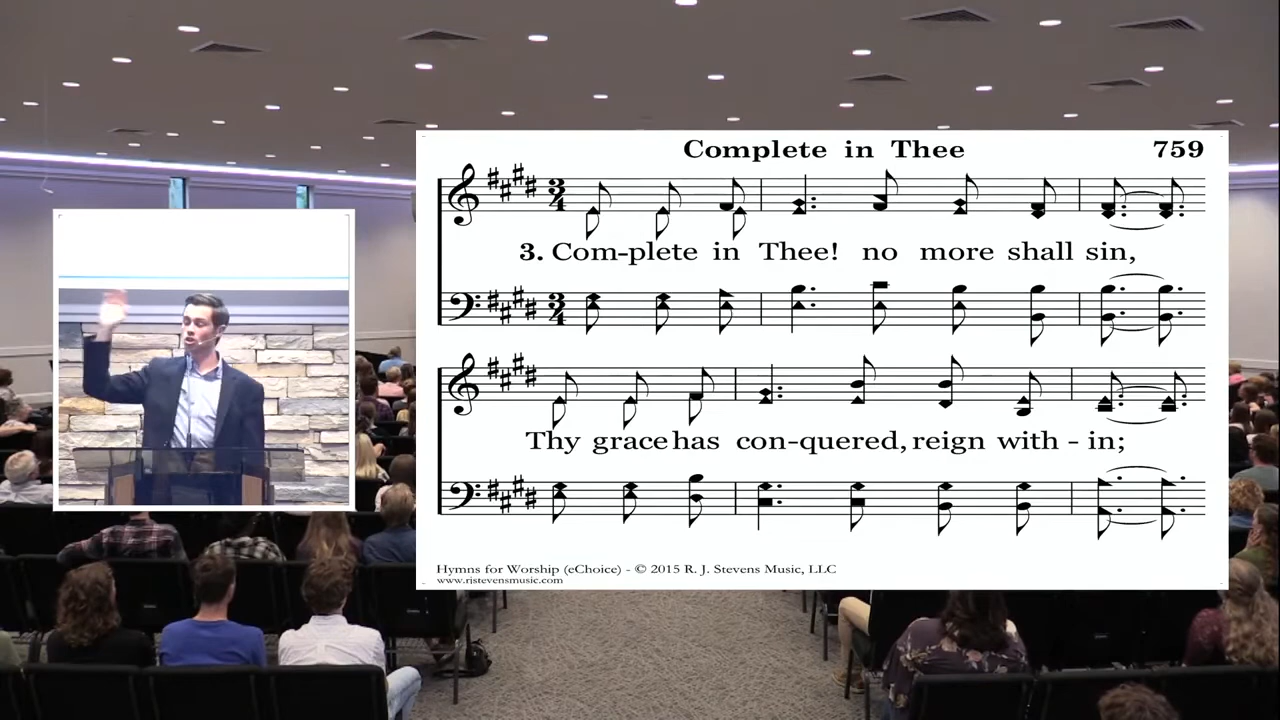 Complete in Thee 759
3. Com-plete in Thee! no more shall sin,
Thy grace has con-quered, reign with - in;
Hymns for Worship (eChoice) - © 2015 R. J. Stevens Music, LLC
www.rjstevensmusic.com